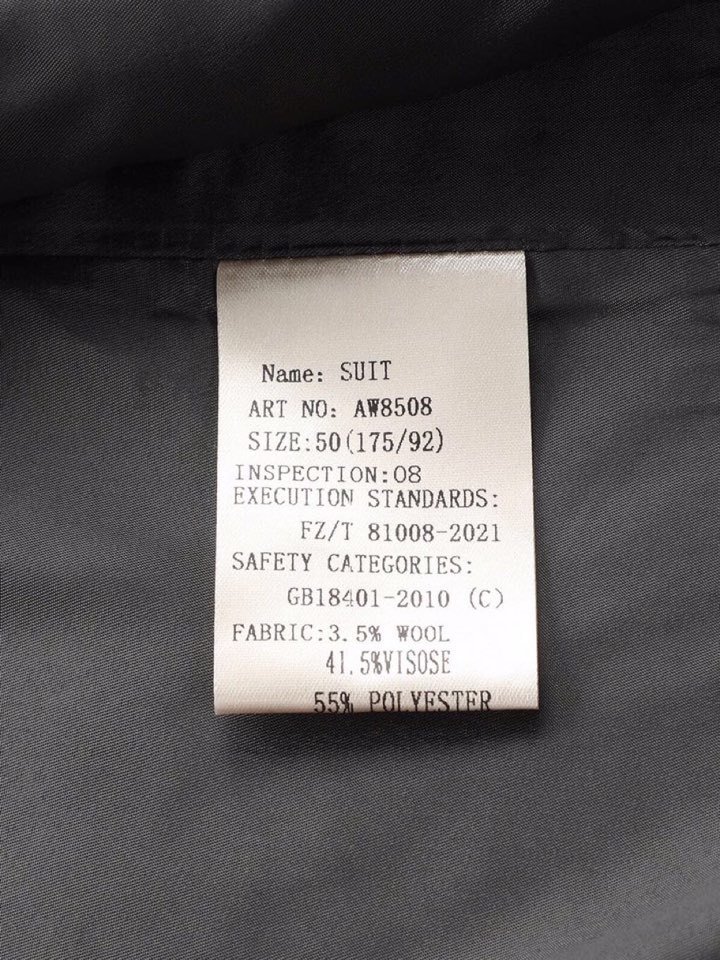 Name: SUIT
ART NO: AW8508
SIZE:50(175/92)
INSPECTION:08
EXECUTION STANDARDS:
FZ/T 81008-2021
SAFETY CATEGORIES:
GB18401-2010 (C)
FABRIC:3.5% WOOL
41.5%VISOSE
55% POLYESTER